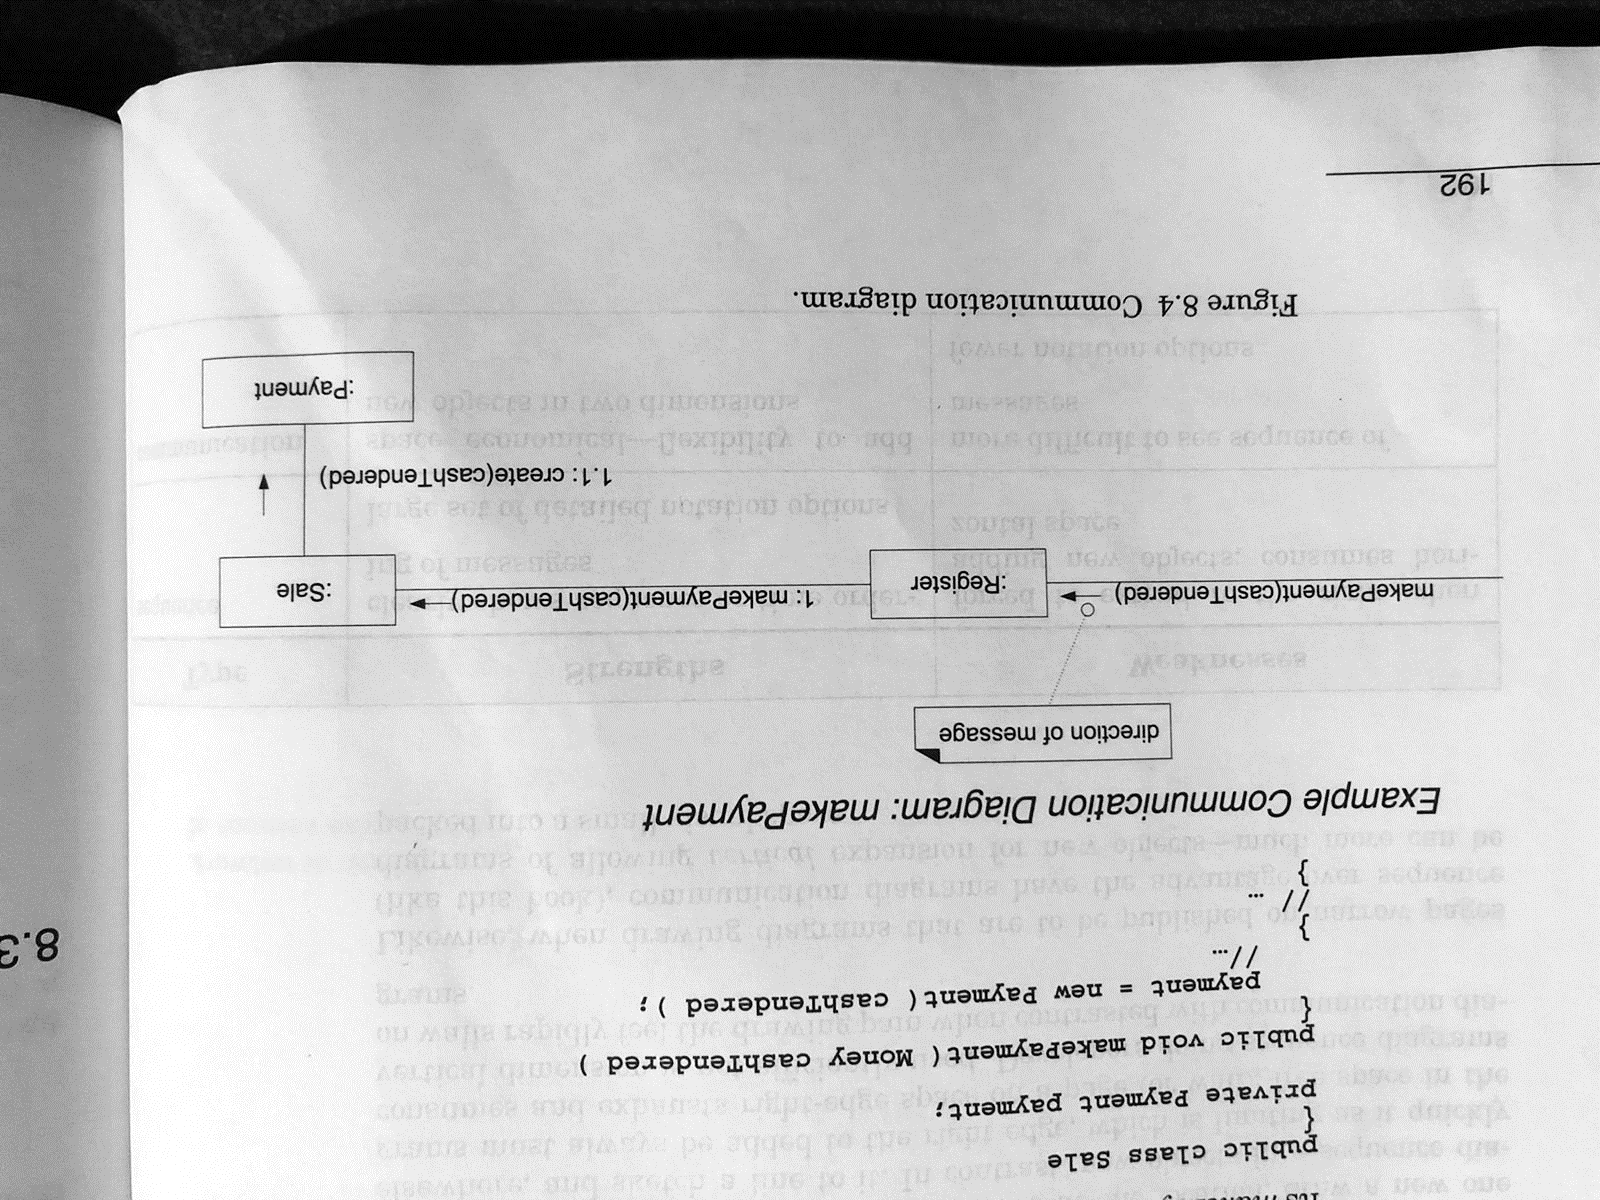 public class Sale
{
private Payment payment;
public void makePayment( Money cashTendered )
{
payment = new Payment( cashTendered );
//…
}
// …
}
Example Communication Diagram: makePayment
direction of message
makePayment(cashTendered)
:Register
1: makePayment(cashTendered)
:Sale
1.1: create(cashTendered)
:Payment
Figure 8.4 Communication diagram.
192
8.3